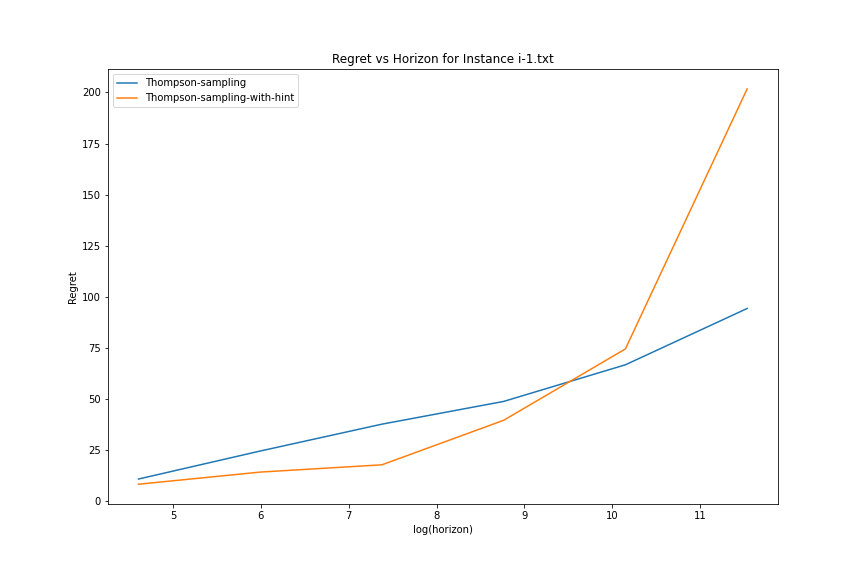 Regret vs Horizon for Instance i-1.txt
Thompson-sampling
Thompson-sampling-with-hint
200
175
150
125
100
75
50
25
0
Regret
5 6 7 8 9 10 11
log(horizon)